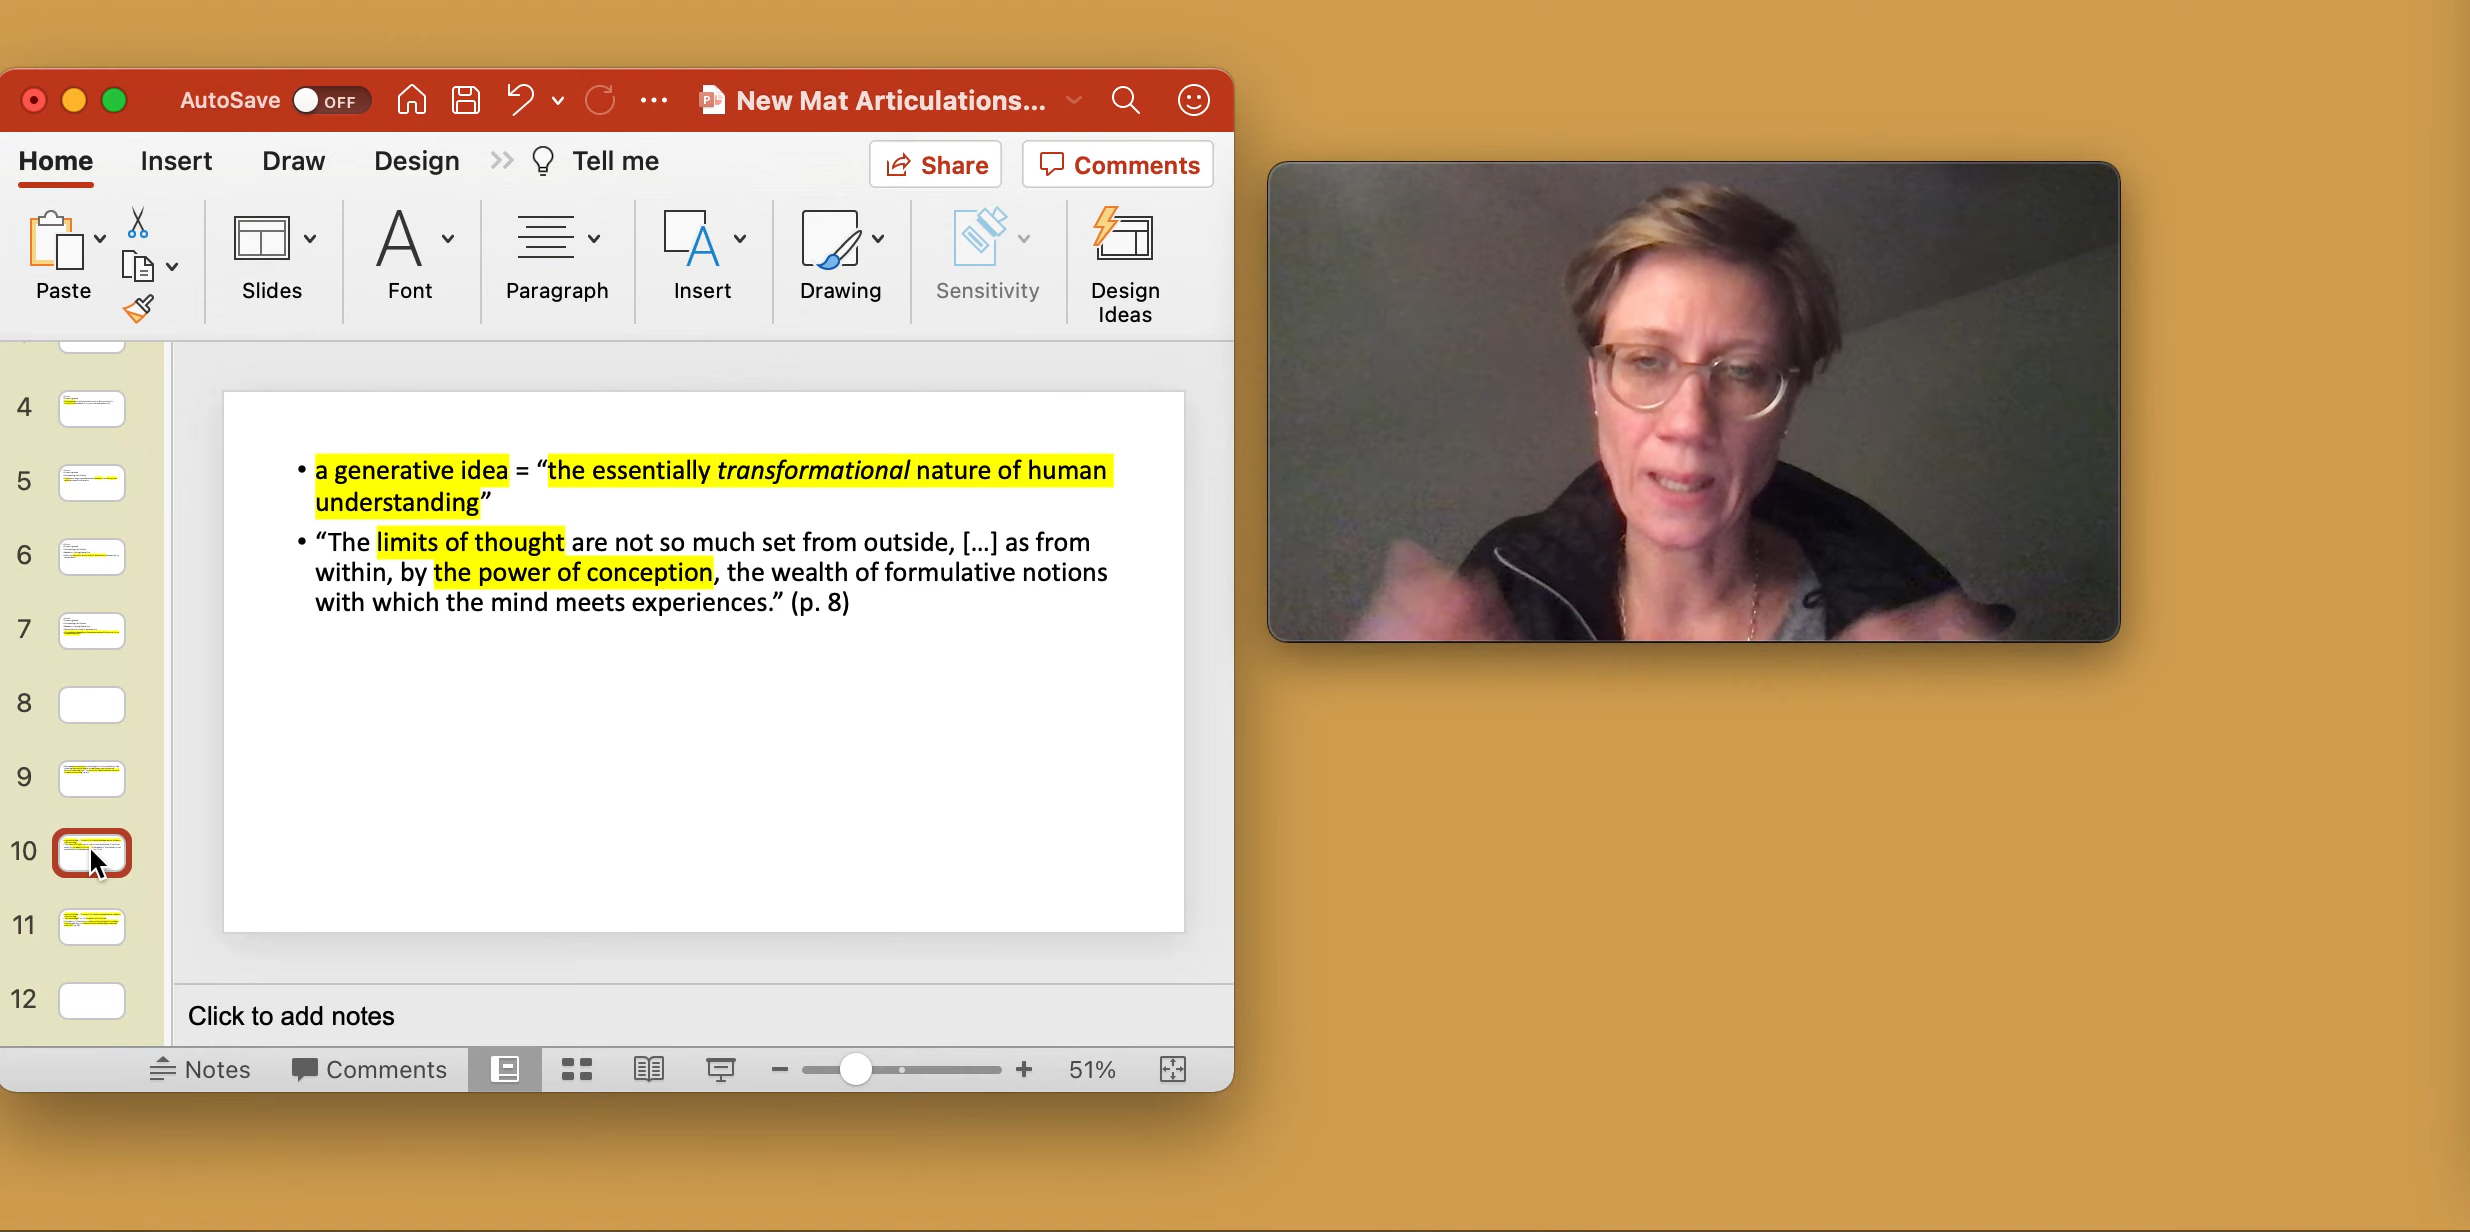 AutoSave OFF New Mat Articulations...
Home Insert Draw Design Tell me Share Comments
Paste Slides Font Paragraph Insert Drawing Sensitivity Design
Ideas
4
5
6
7
8
9
10
11
12
• a generative idea = “the essentially transformational nature of human
understanding”
• “The limits of thought are not so much set from outside, […] as from
within, by the power of conception, the wealth of formulative notions
with which the mind meets experiences.” (p. 8)
Click to add notes
Notes Comments 51%